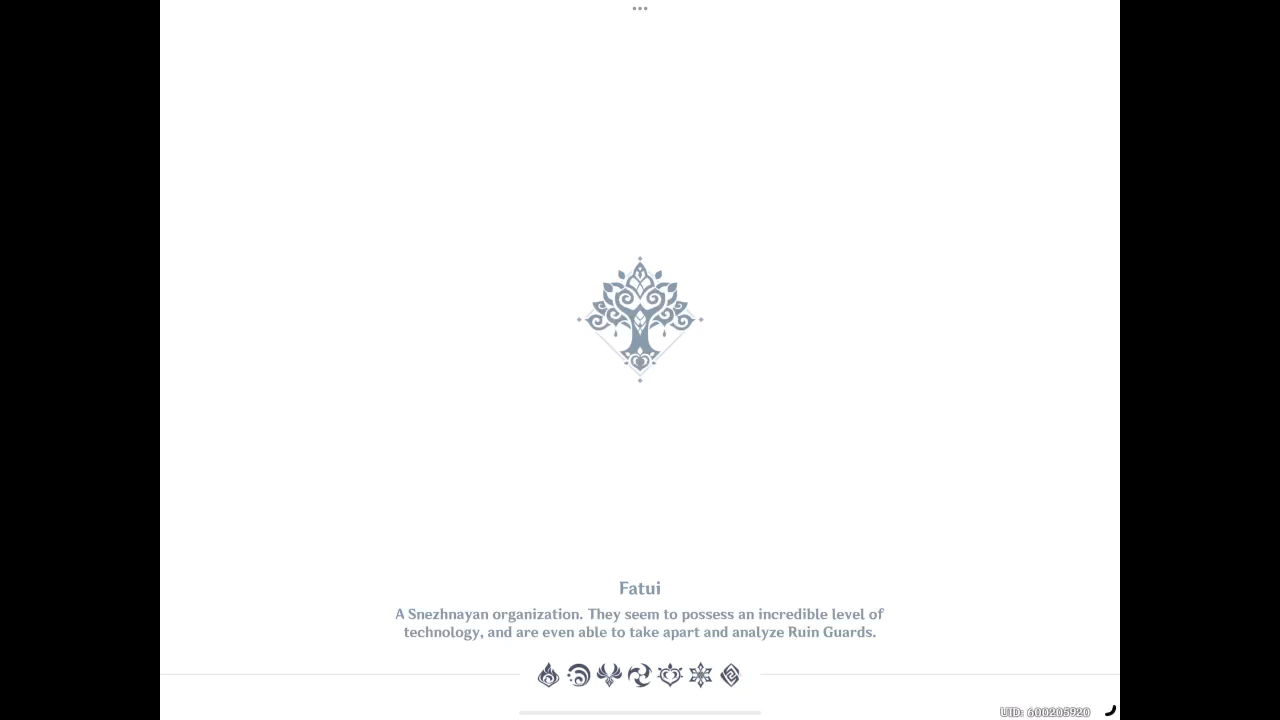 Fatui
A Snezhnayan organization. They seem to possess an incredible level of
technology, and are even able to take apart and analyze Ruin Guards.
UID: 600205920